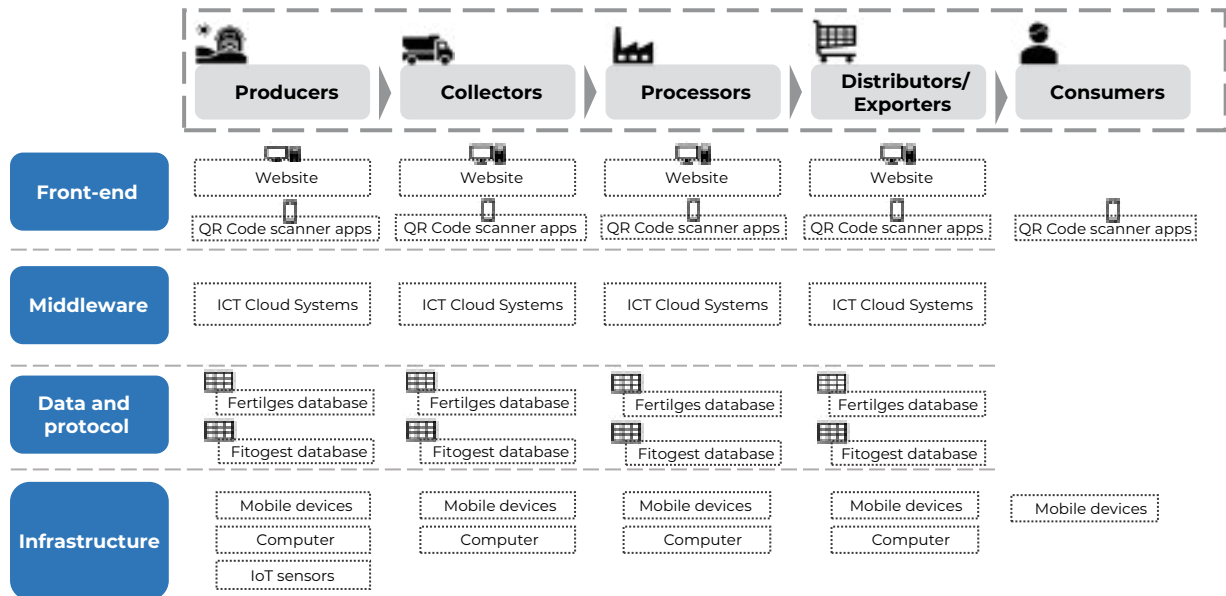 Producers
Collectors
Processors
Distributors/
Exporters
Consumers
Front-end
Website
Website
Website
Website
QR Code scanner apps
QR Code scanner apps
QR Code scanner apps
QR Code scanner apps
QR Code scanner apps
Middleware
ICT Cloud Systems
ICT Cloud Systems
ICT Cloud Systems
ICT Cloud Systems
Data and
protocol
Fertilges database
Fertilges database
Fertilges database
Fertilges database
Fitogest database
Fitogest database
Fitogest database
Fitogest database
Infrastructure
Mobile devices
Mobile devices
Mobile devices
Mobile devices
Mobile devices
Computer
Computer
Computer
Computer
IoT sensors